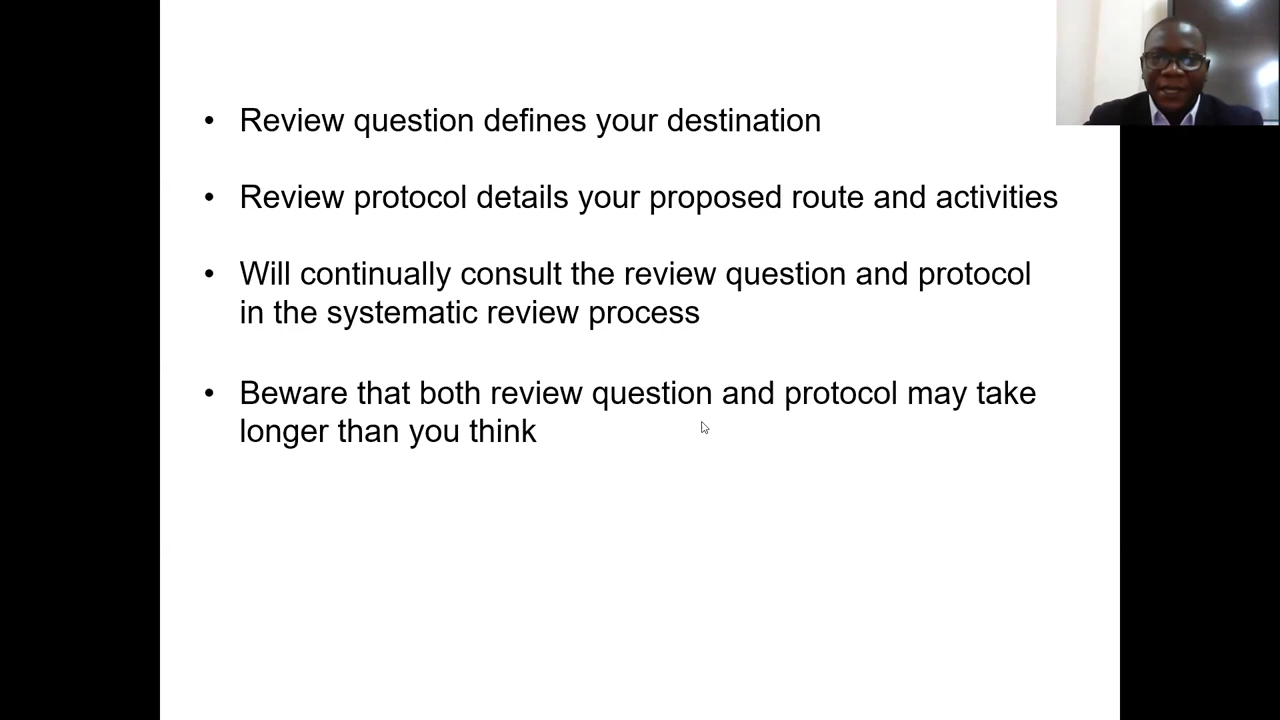 • Review question defines your destination
• Review protocol details your proposed route and activities
• Will continually consult the review question and protocol
in the systematic review process
• Beware that both review question and protocol may take
longer than you think